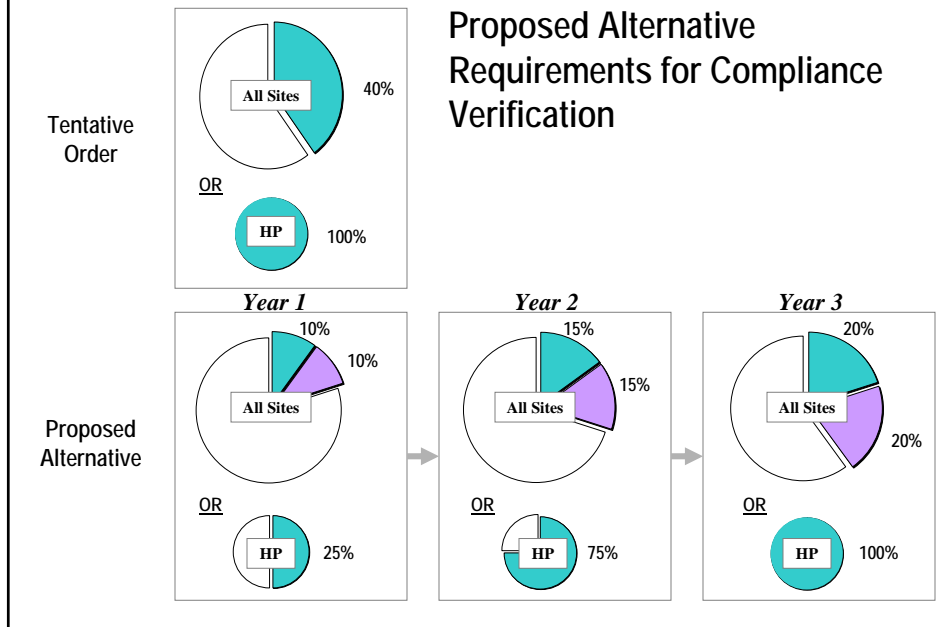 Proposed Alternative
Requirements for Compliance
Verification
Tentative
Order
All Sites
40%
OR
HP
100%
Proposed
Alternative
Year 1
10%
10%
All Sites
OR
HP
25%
Year 2
15%
15%
All Sites
OR
HP
75%
Year 3
20%
All Sites
20%
OR
HP
100%